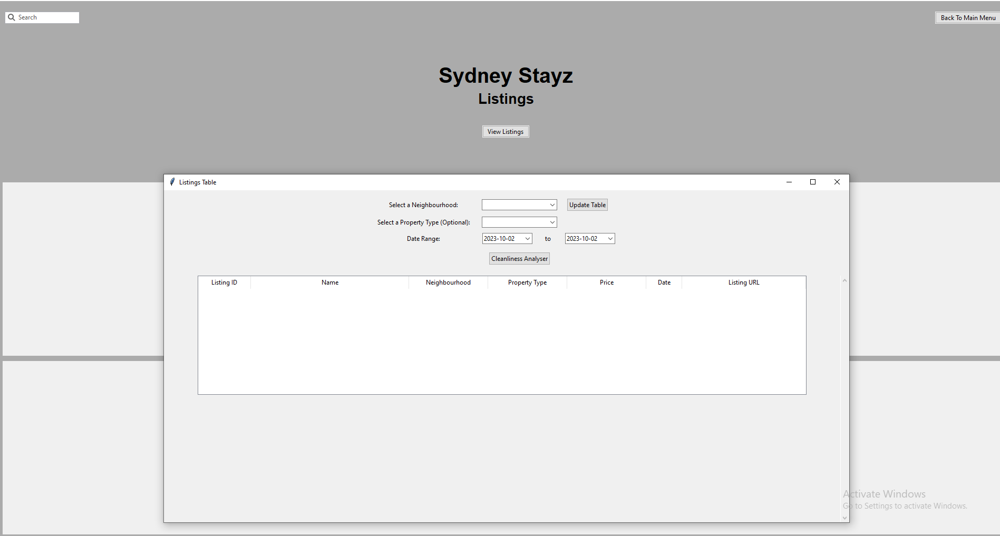 Search
Back To Main Menu
Sydney Stayz
Listings
View Listings
Listings Table
Select a Neighbourhood:
Update Table
Select a Property Type (Optional):
Date Range:
2023-10-02
to
2023-10-02
Cleanliness Analyser
Listing ID
Name
Neighbourhood
Property Type
Price
Date
Listing URL
Activate Windows
Go to Settings to activate Windows.